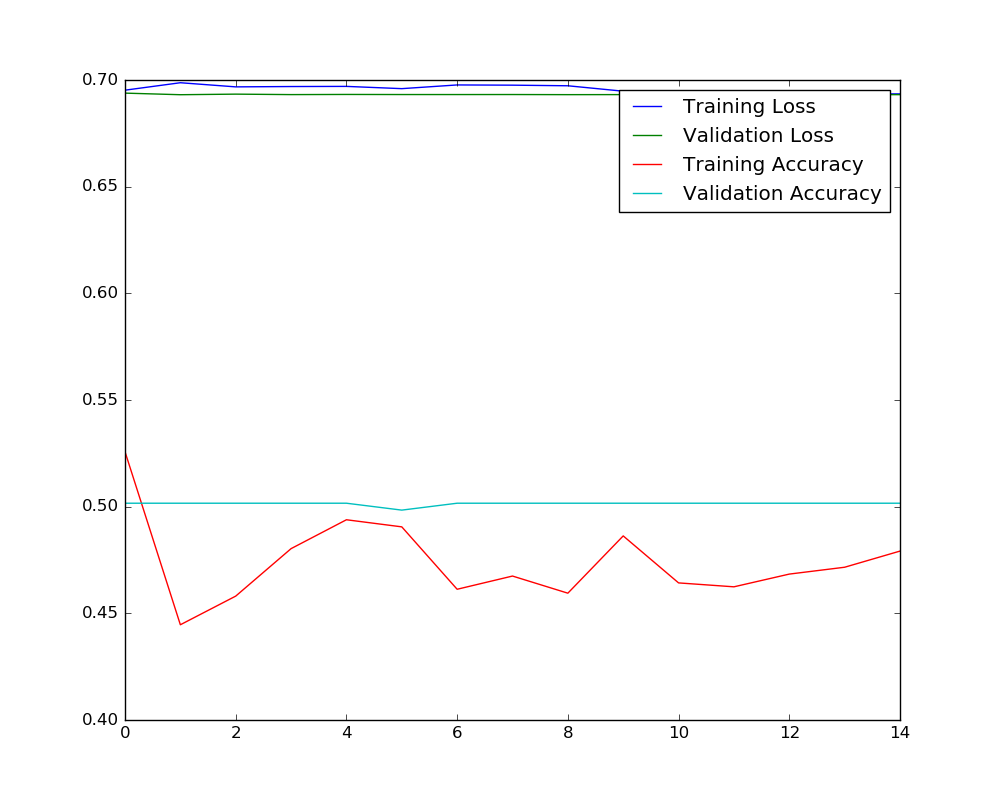 0.70
0.65
0.60
0.55
0.50
0.45
0.40
0 2 4 6 8 10 12 14
Training Loss
Validation Loss
Training Accuracy
Validation Accuracy